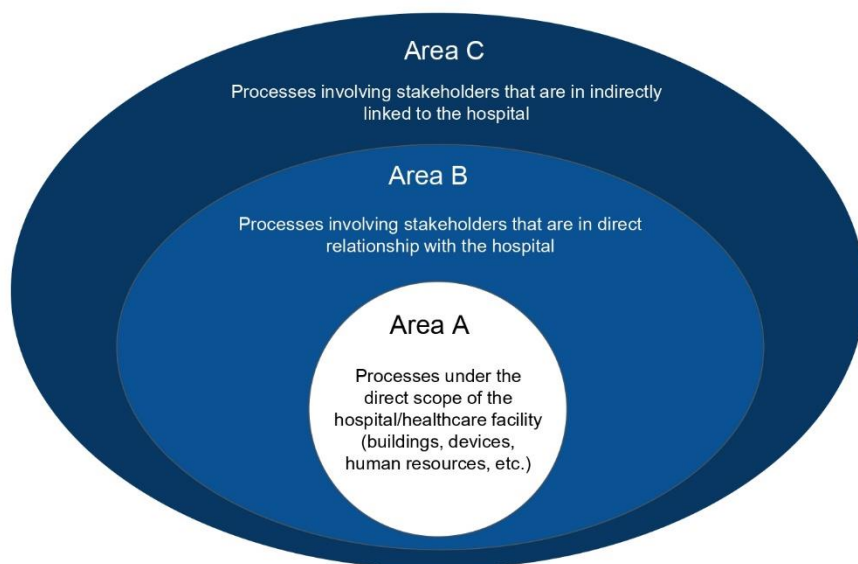 Area C
Processes involving stakeholders that are in indirectly
linked to the hospital
Area B
Processes involving stakeholders that are in direct
relationship with the hospital
Area A
Processes under the
direct scope of the
hospital/healthcare facility
(buildings, devices,
human resources, etc.)